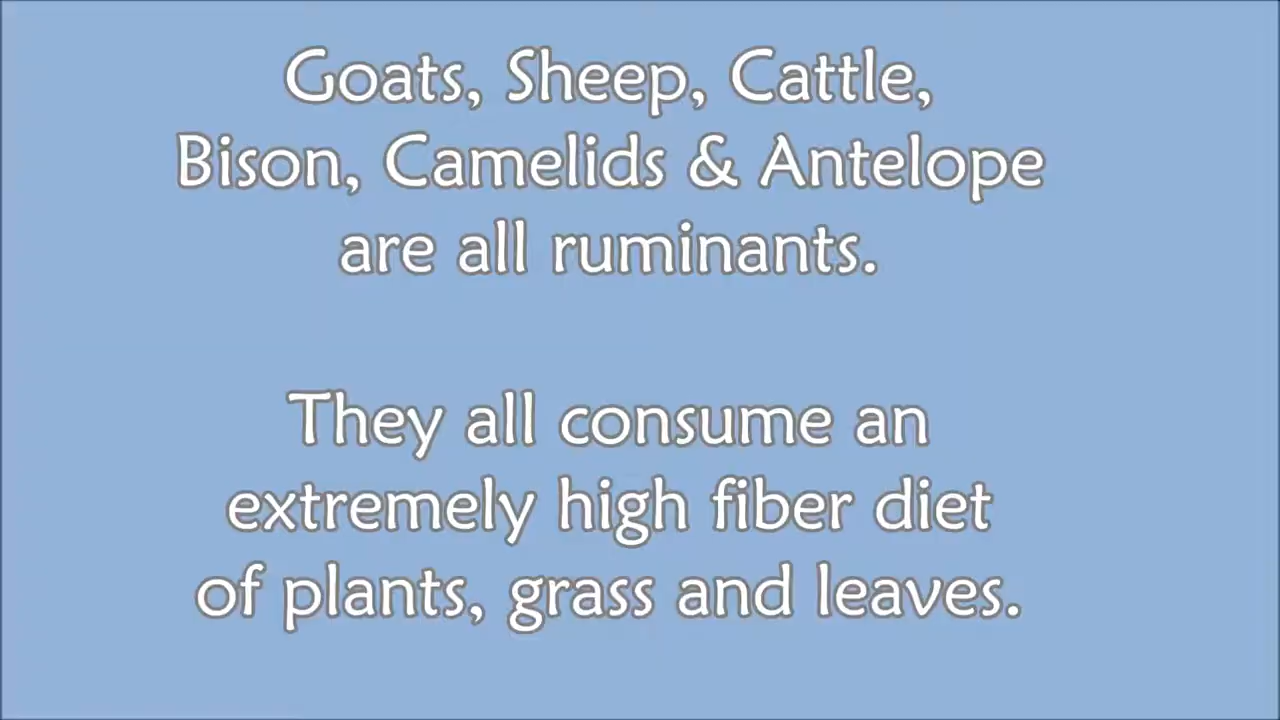 Goats, Sheep, Cattle,
Bison, Camelids & Antelope
are all ruminants.
They all consume an
extremely high fiber diet
of plants, grass and leaves.